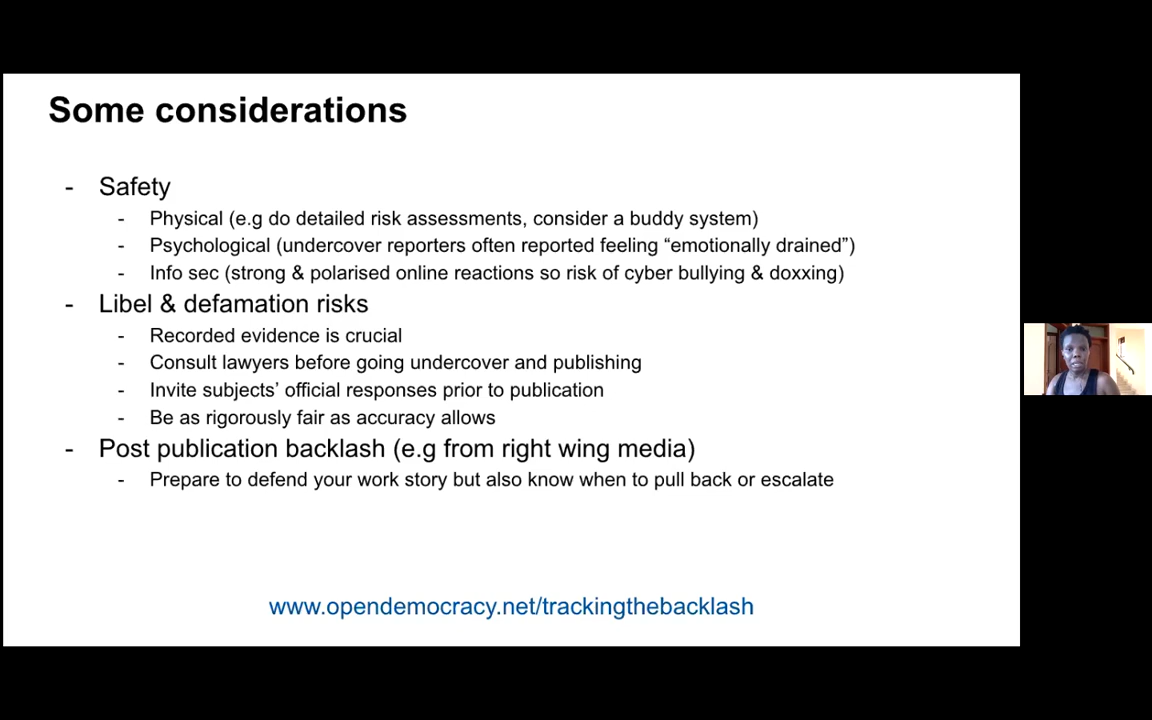 Some considerations
- Safety
- Physical (e.g do detailed risk assessments, consider a buddy system)
- Psychological (undercover reporters often reported feeling “emotionally drained”)
- Info sec (strong & polarised online reactions so risk of cyber bullying & doxxing)
- Libel & defamation risks
- Recorded evidence is crucial
- Consult lawyers before going undercover and publishing
- Invite subjects’ official responses prior to publication
- Be as rigorously fair as accuracy allows
- Post publication backlash (e.g from right wing media)
- Prepare to defend your work story but also know when to pull back or escalate
www.opendemocracy.net/trackingthebacklash